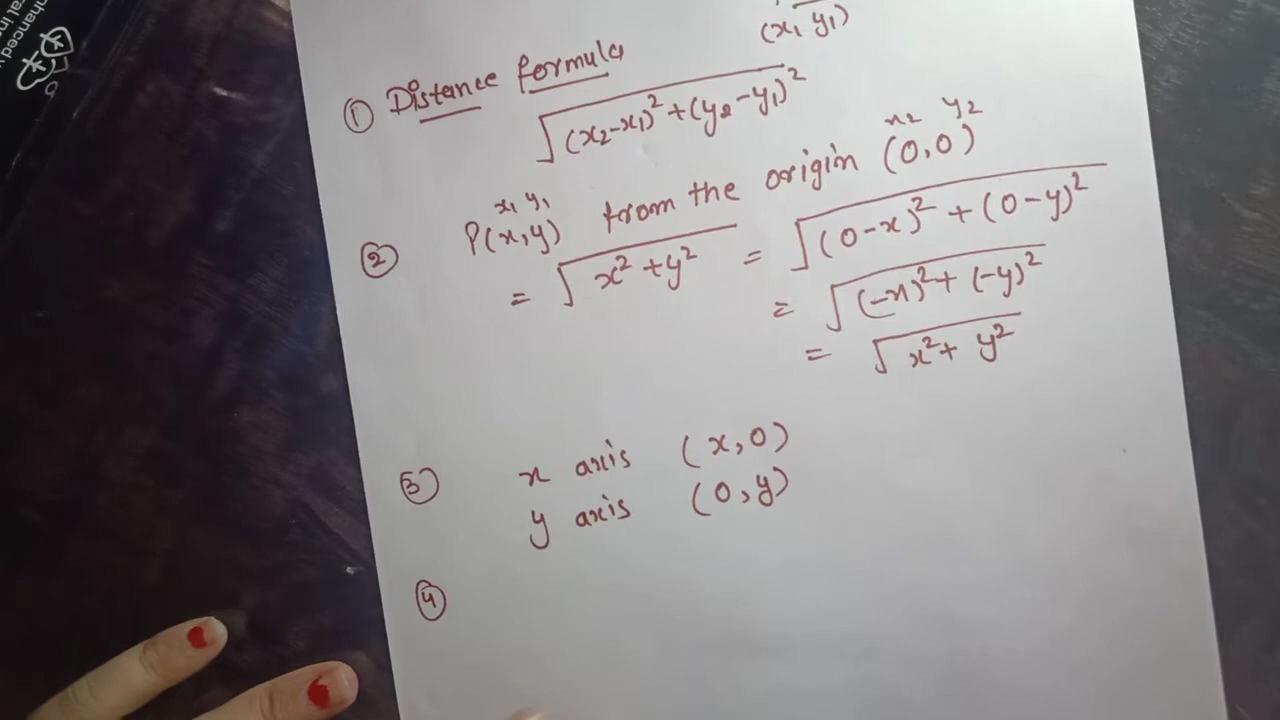 (x₁ y₁)
① Distance formula
√(x₂-x₁)² + (y₂-y₁)²
x₁ y₁ x₂ y₂
② P(x,y) from the origin (0,0)
= √x² + y² = √(0-x)² + (0-y)²
= √(-x)² + (-y)²
= √x² + y²
③ x axis (x,0)
y axis (0,y)
④